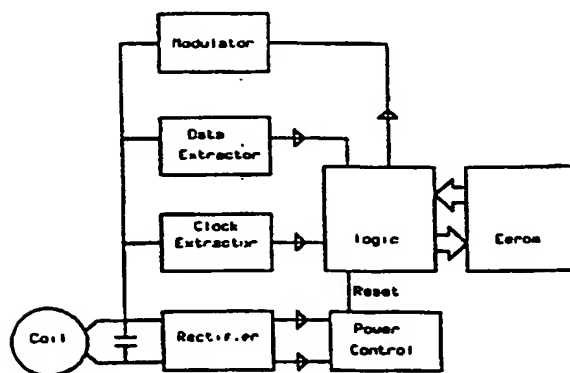 Modulator
Data
Extractor
Clock
Extractor
logic
Eerom
Reset
Coil
Rectifier
Power
Control